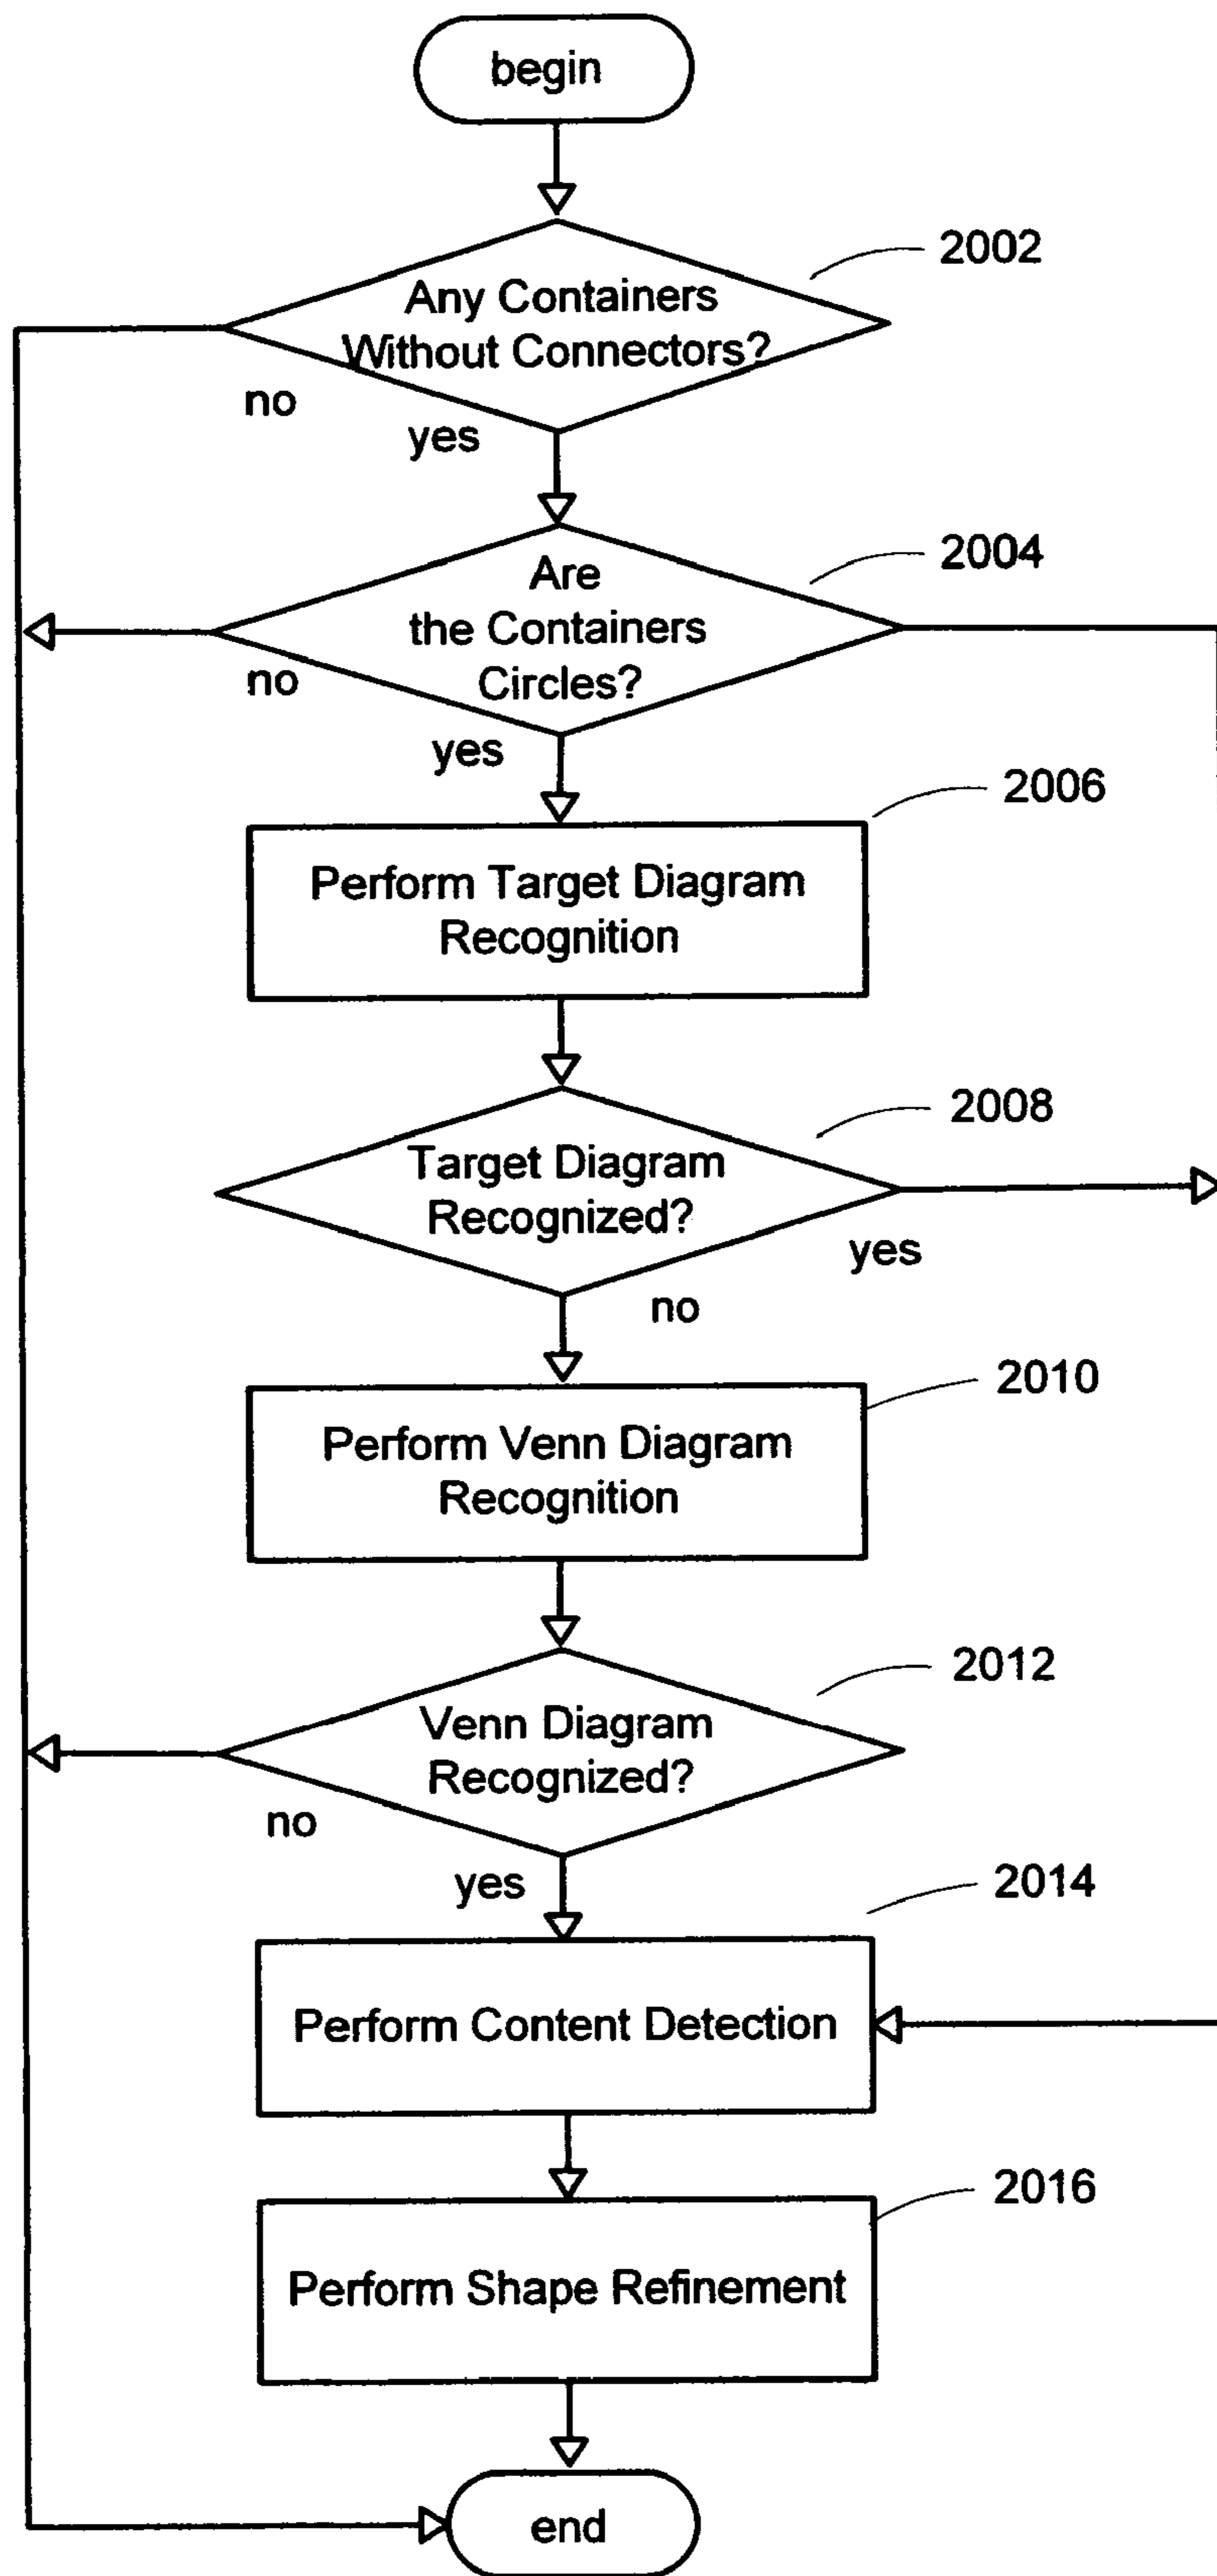 begin
2002
Any Containers
Without Connectors?
no
yes
2004
Are
the Containers
Circles?
no
yes
2006
Perform Target Diagram
Recognition
2008
Target Diagram
Recognized?
yes
no
2010
Perform Venn Diagram
Recognition
2012
Venn Diagram
Recognized?
no
yes
2014
Perform Content Detection
2016
Perform Shape Refinement
end